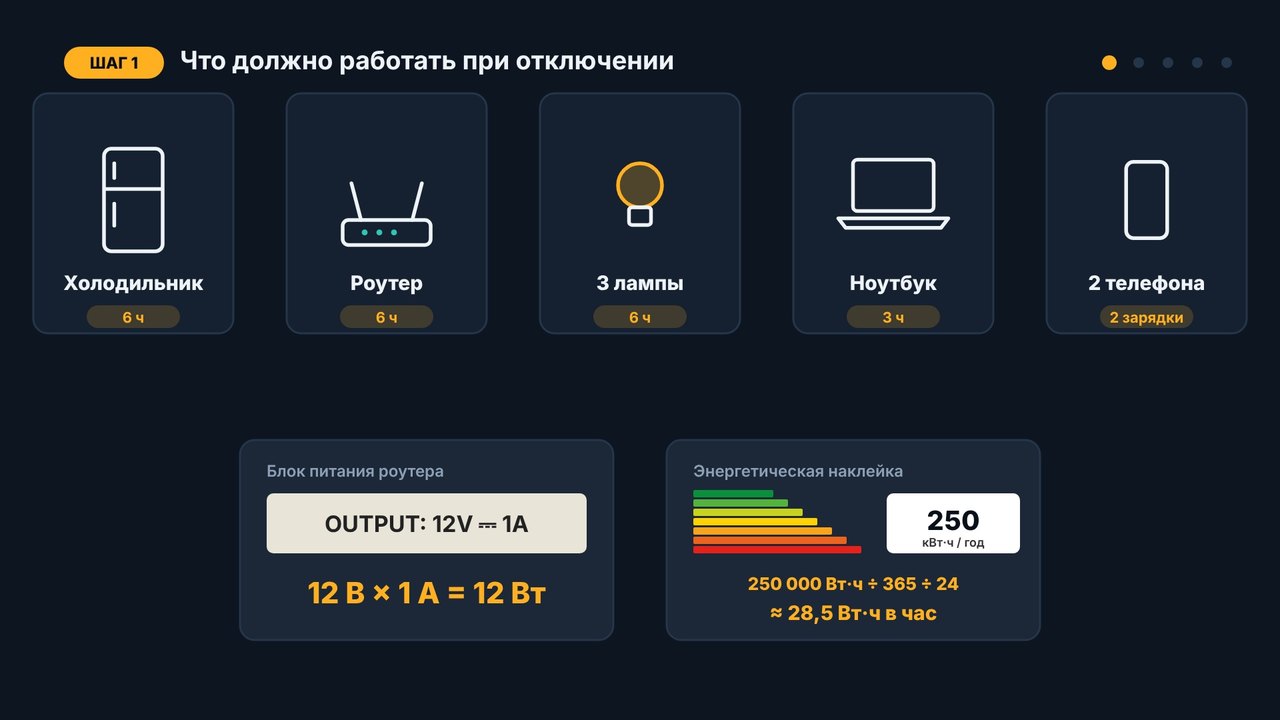 ШАГ 1
Что должно работать при отключении
Холодильник
6 ч
Роутер
6 ч
3 лампы
6 ч
Ноутбук
3 ч
2 телефона
2 зарядки
Блок питания роутера
OUTPUT: 12V ⎓ 1A
12 В × 1 А = 12 Вт
Энергетическая наклейка
250
кВт·ч / год
250 000 Вт·ч ÷ 365 ÷ 24
≈ 28,5 Вт·ч в час